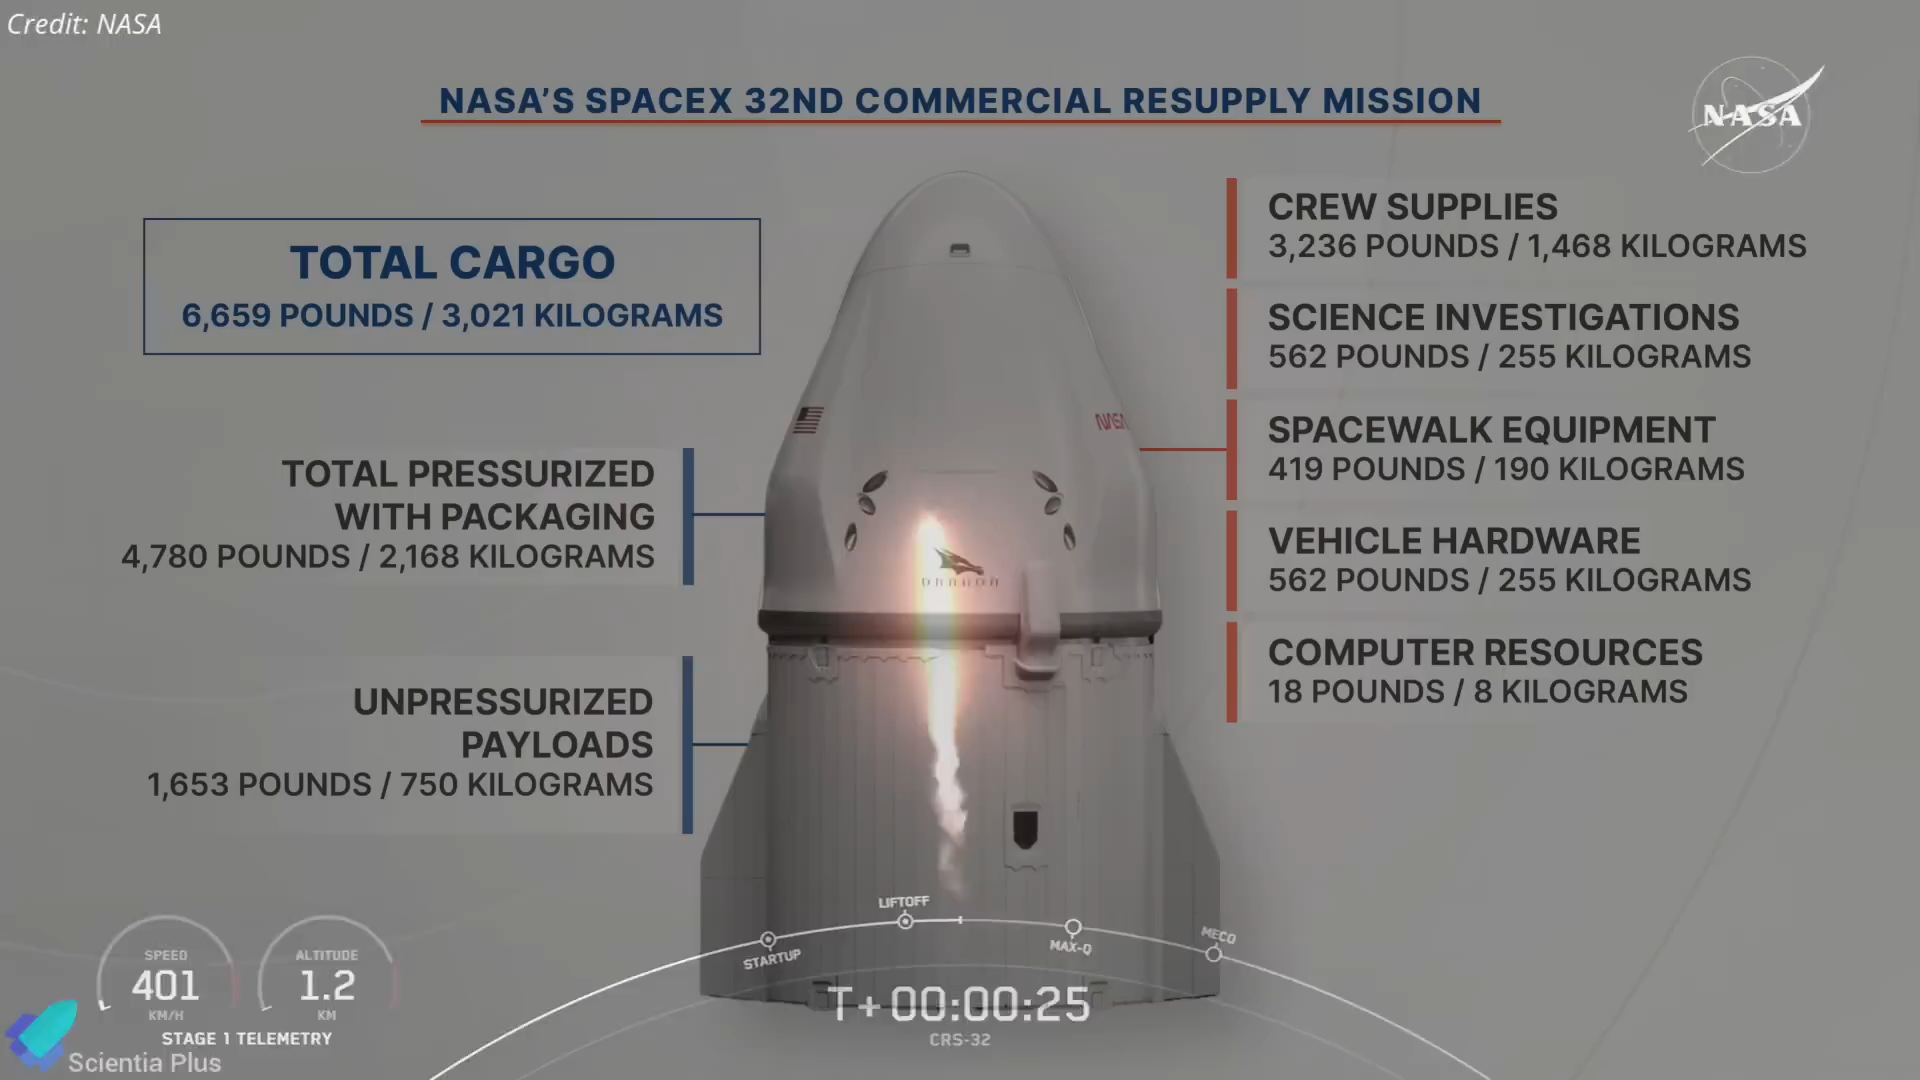 Credit: NASA
NASA'S SPACEX 32ND COMMERCIAL RESUPPLY MISSION
NASA
TOTAL CARGO
6,659 POUNDS / 3,021 KILOGRAMS
TOTAL PRESSURIZED
WITH PACKAGING
4,780 POUNDS / 2,168 KILOGRAMS
UNPRESSURIZED
PAYLOADS
1,653 POUNDS / 750 KILOGRAMS
CREW SUPPLIES
3,236 POUNDS / 1,468 KILOGRAMS
SCIENCE INVESTIGATIONS
562 POUNDS / 255 KILOGRAMS
SPACEWALK EQUIPMENT
419 POUNDS / 190 KILOGRAMS
VEHICLE HARDWARE
562 POUNDS / 255 KILOGRAMS
COMPUTER RESOURCES
18 POUNDS / 8 KILOGRAMS
NASA
DRAGON
SPEED
401
KM/H
ALTITUDE
1.2
KM
STAGE 1 TELEMETRY
STARTUP
LIFTOFF
MAX-Q
MECO
T+ 00:00:25
CRS-32
Scientia Plus